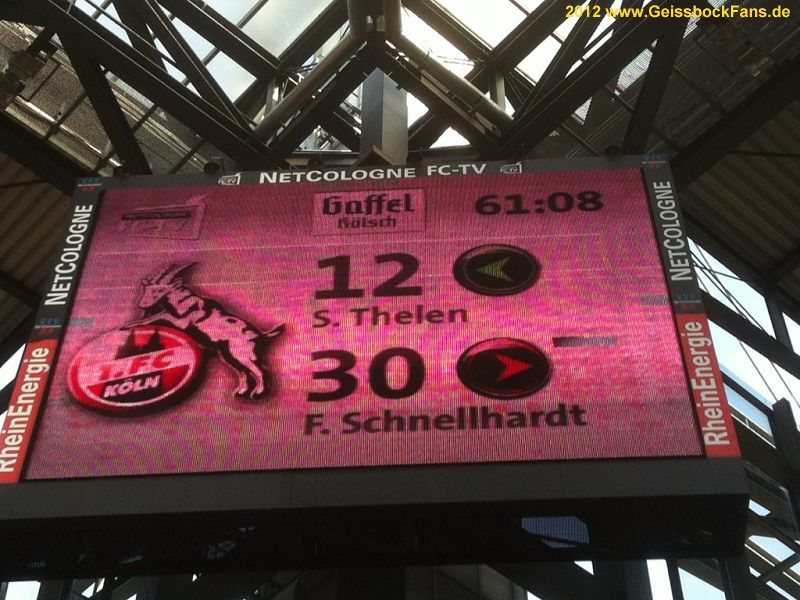 2012 www.GeissbockFans.de
NETCOLOGNE FC-TV
NETCOLOGNE
RheinEnergie
Gaffel
Kölsch
61:08
12
S. Thelen
1. FC
KÖLN
30
F. Schnellhardt
NETCOLOGNE
RheinEnergie